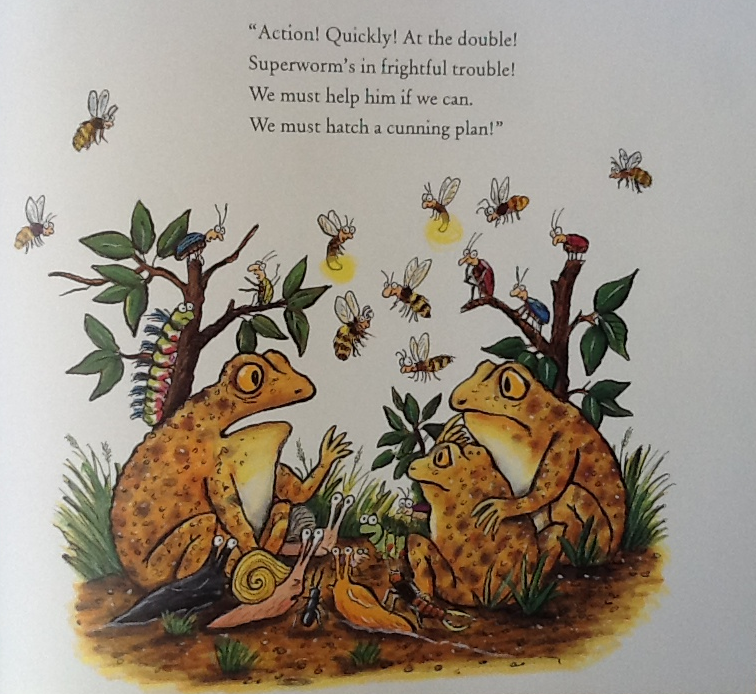 “Action! Quickly! At the double!
Superworm’s in frightful trouble!
We must help him if we can.
We must hatch a cunning plan!”